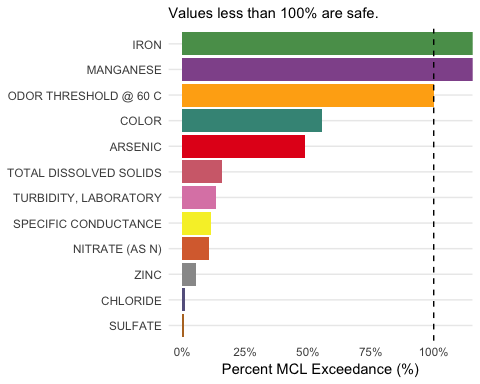 Values less than 100% are safe.
IRON
MANGANESE
ODOR THRESHOLD @ 60 C
COLOR
ARSENIC
TOTAL DISSOLVED SOLIDS
TURBIDITY, LABORATORY
SPECIFIC CONDUCTANCE
NITRATE (AS N)
ZINC
CHLORIDE
SULFATE
0% 25% 50% 75% 100%
Percent MCL Exceedance (%)